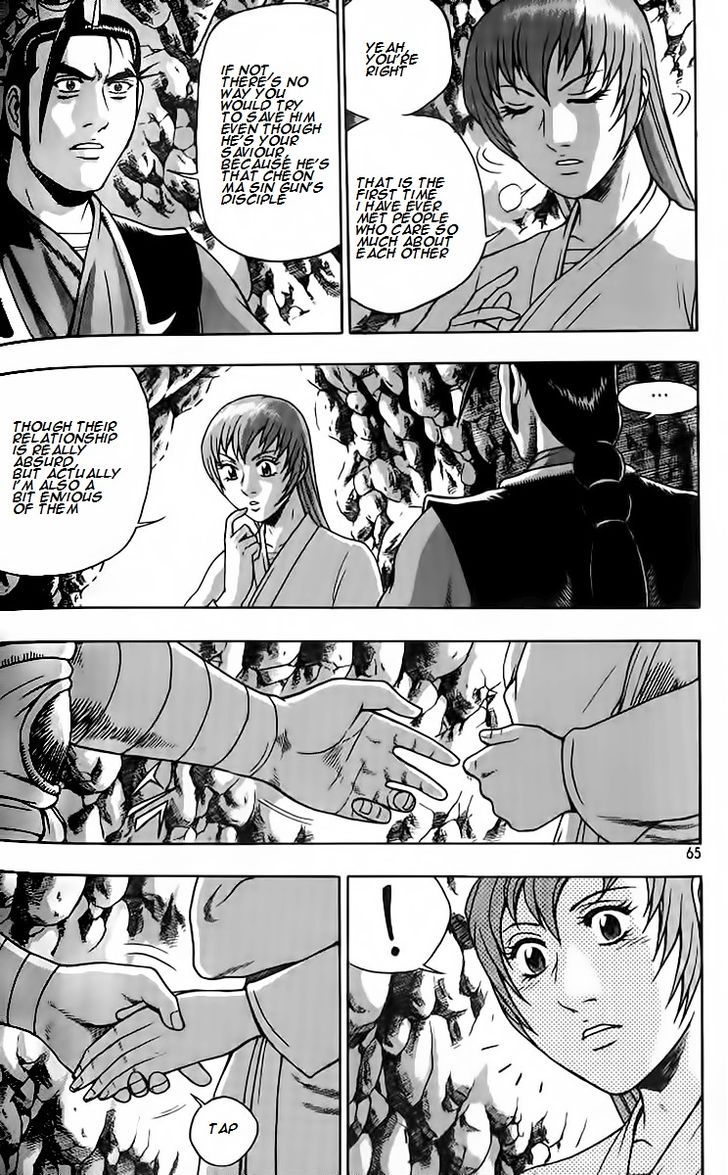 IF NOT,
THERE'S NO
WAY YOU
WOULD TRY
TO SAVE HIM
EVEN THOUGH
HE'S YOUR
SAVIOUR,
BECAUSE HE'S
THAT CHEON
MA SIN GUN'S
DISCIPLE
YEAH,
YOU'RE
RIGHT
THAT IS THE
FIRST TIME
I HAVE EVER
MET PEOPLE
WHO CARE SO
MUCH ABOUT
EACH OTHER
THOUGH THEIR
RELATIONSHIP
IS REALLY
ABSURD
BUT ACTUALLY
I'M ALSO A
BIT ENVIOUS
OF THEM
...
65
TAP
!